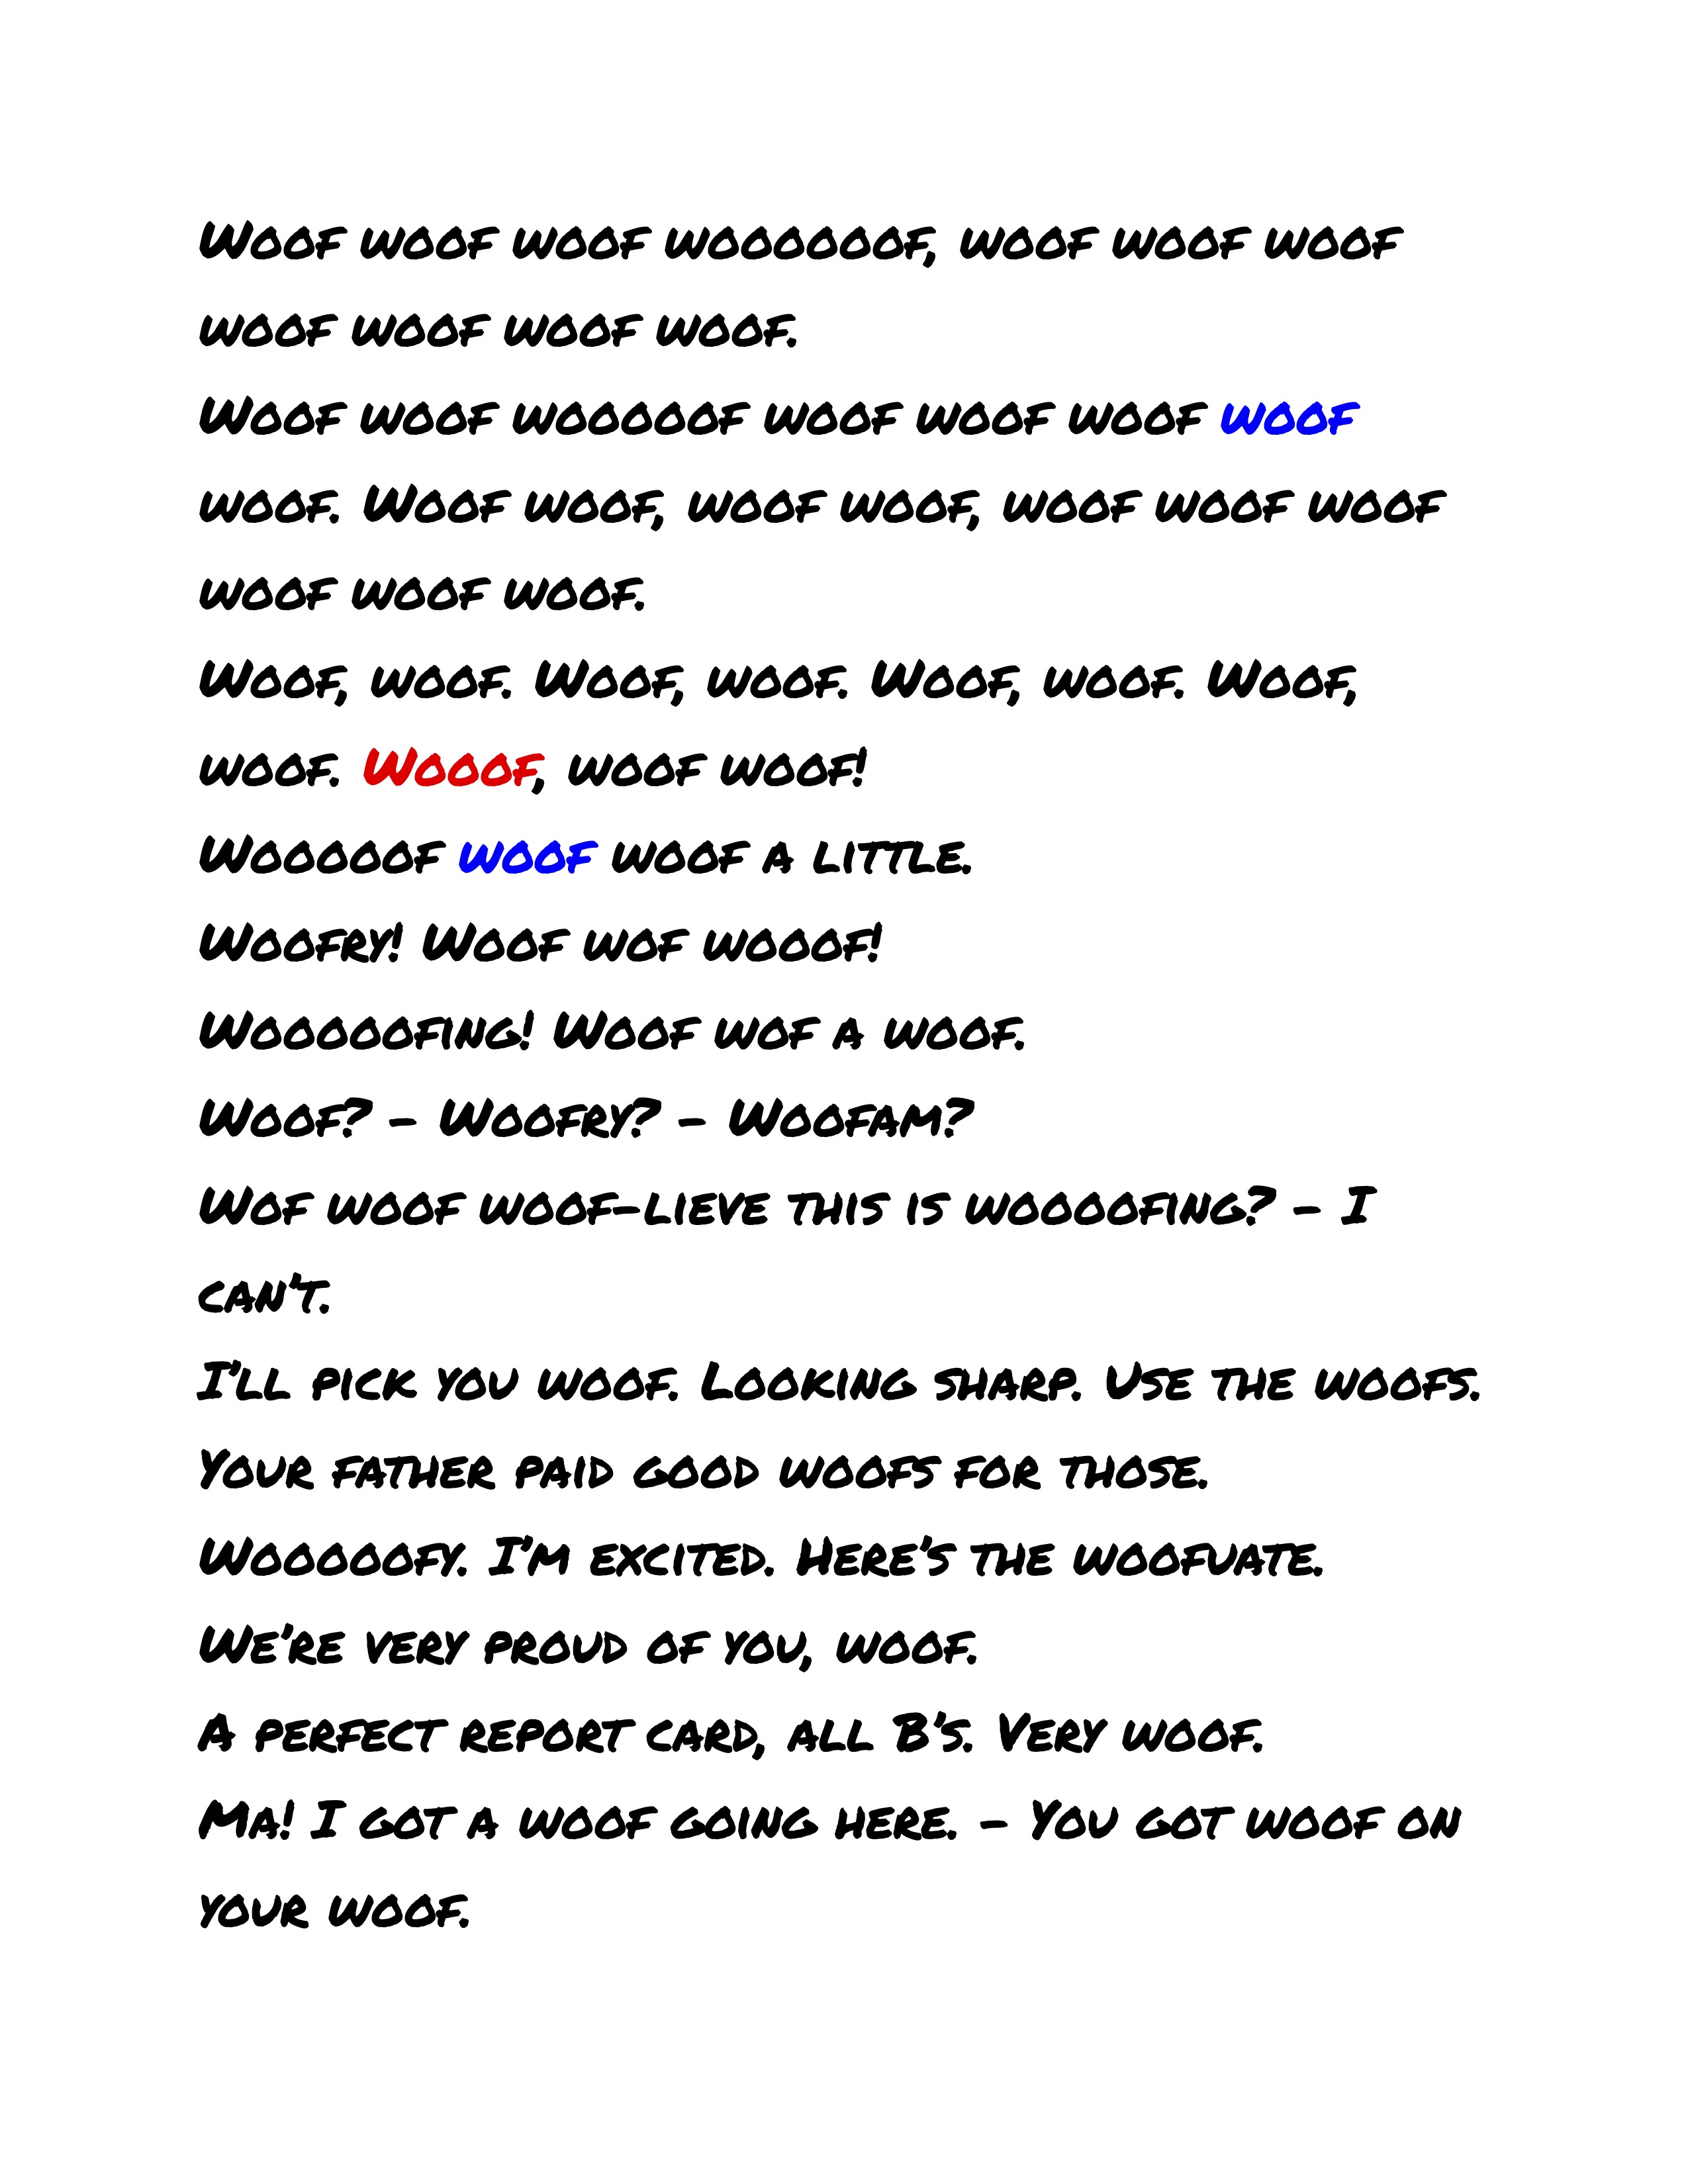 Woof woof woof woooooof, woof woof woof
woof woof woof woof.
Woof woof wooooof woof woof woof woof
woof. Woof woof, woof woof, woof woof woof
woof woof woof.
Woof, woof. Woof, woof. Woof, woof. Woof,
woof. Wooof, woof woof!
Wooooof woof woof a little.
Woofry! Woof wof wooof!
Wooooofing! Woof wof a woof.
Woof? - Woofry? - Woofam?
Wof woof woof-lieve this is woooofing? - I
can't.
I'll pick you woof. Looking sharp. Use the woofs.
Your father paid good woofs for those.
Wooooofy. I'm excited. Here's the woofuate.
We're very proud of you, woof.
A perfect report card, all B's. Very woof.
Ma! I got a woof going here. - You got woof on
your woof.